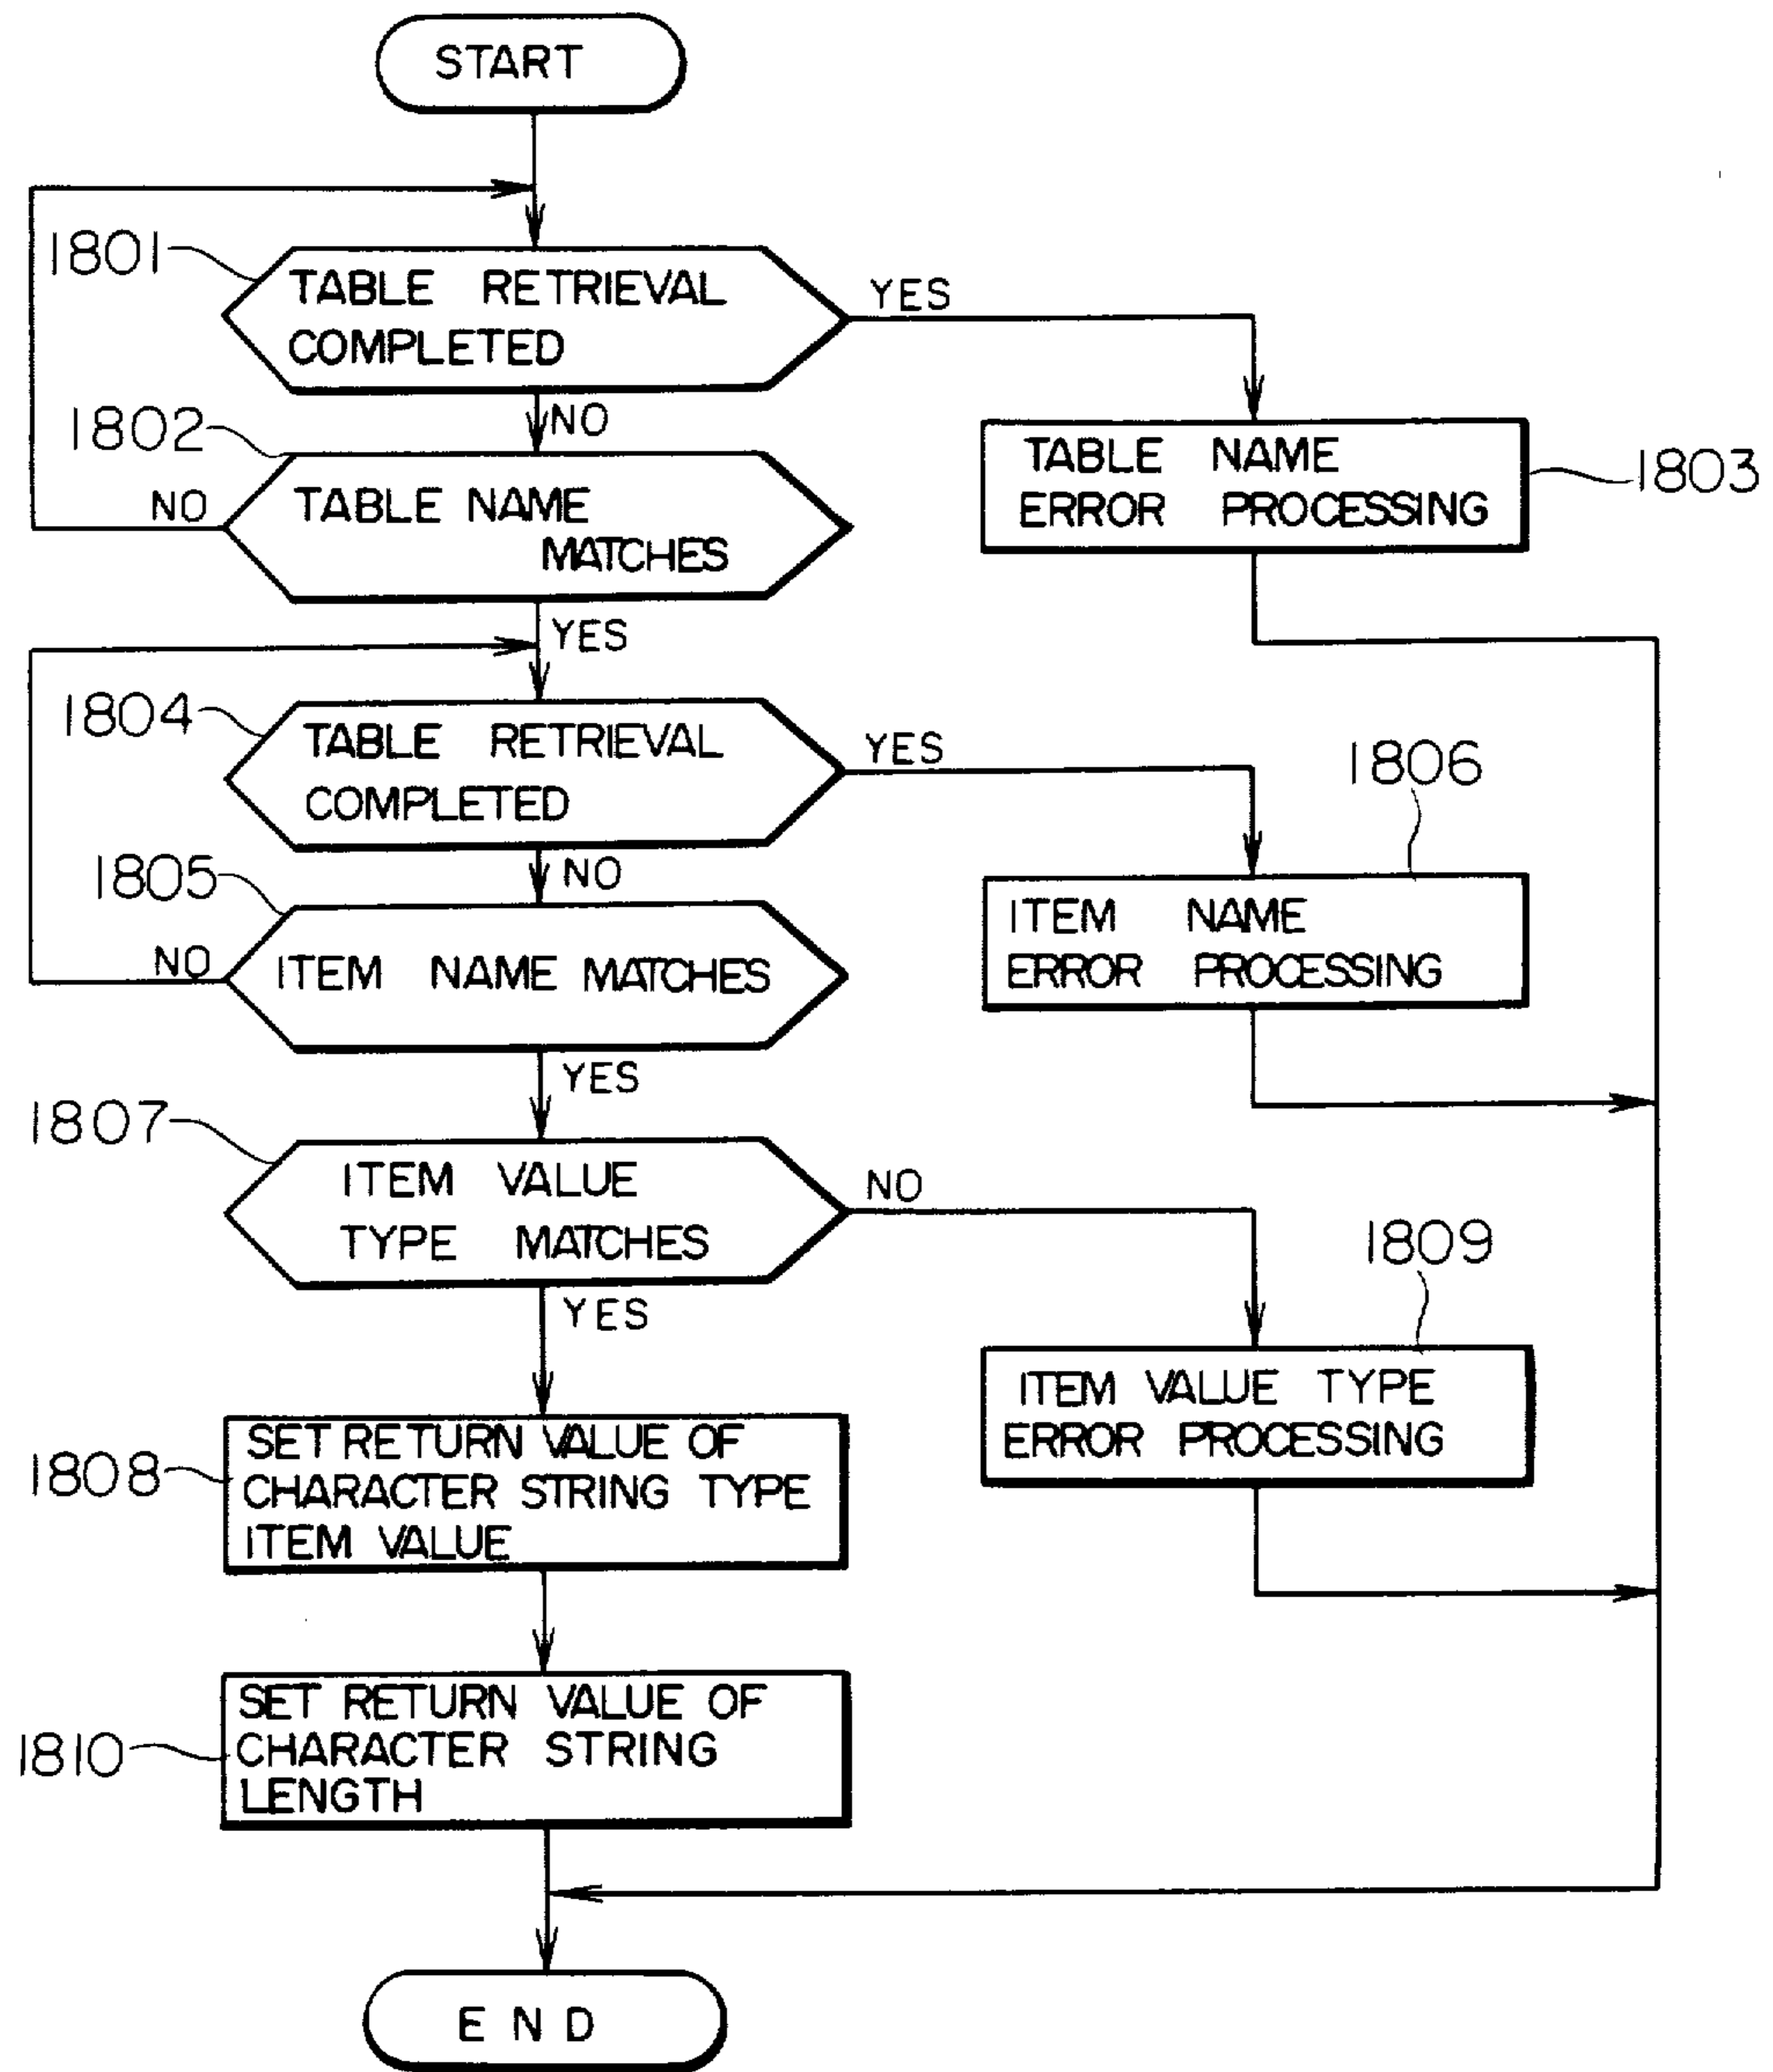 START
1801
TABLE RETRIEVAL
COMPLETED
YES
NO
1802
TABLE NAME
MATCHES
NO
YES
TABLE NAME
ERROR PROCESSING
1803
1804
TABLE RETRIEVAL
COMPLETED
YES
NO
1805
ITEM NAME MATCHES
NO
YES
1806
ITEM NAME
ERROR PROCESSING
1807
ITEM VALUE
TYPE MATCHES
NO
YES
1809
ITEM VALUE TYPE
ERROR PROCESSING
1808
SET RETURN VALUE OF
CHARACTER STRING TYPE
ITEM VALUE
1810
SET RETURN VALUE OF
CHARACTER STRING
LENGTH
END